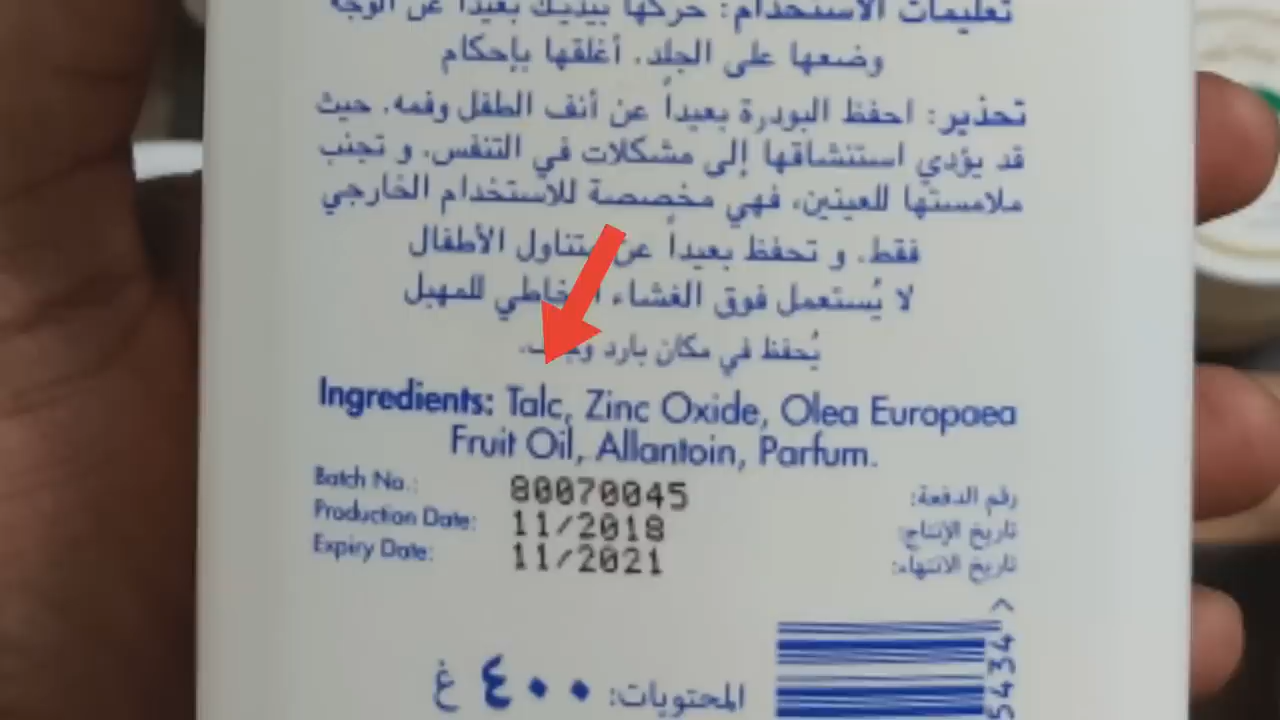 تعليمات الاستخدام: حركها بيديك بعيداً عن الوجه
وضعها على الجلد. أغلقها بإحكام
تحذير: احفظ البودرة بعيداً عن أنف الطفل وفمه. حيث
قد يؤدي استنشاقها إلى مشكلات في التنفس. و تجنب
ملامستها للعينين، فهي مخصصة للاستخدام الخارجي
فقط. و تحفظ بعيداً عن متناول الأطفال
لا يُستعمل فوق الغشاء المخاطي للمهبل
يُحفظ في مكان بارد
Ingredients: Talc, Zinc Oxide, Olea Europaea
Fruit Oil, Allantoin, Parfum.
Batch No.: 80070045 رقم الدفعة:
Production Date: 11/2018 تاريخ الإنتاج:
Expiry Date: 11/2021 تاريخ الانتهاء:
المحتويات: ٤٠٠ غ
5434 >